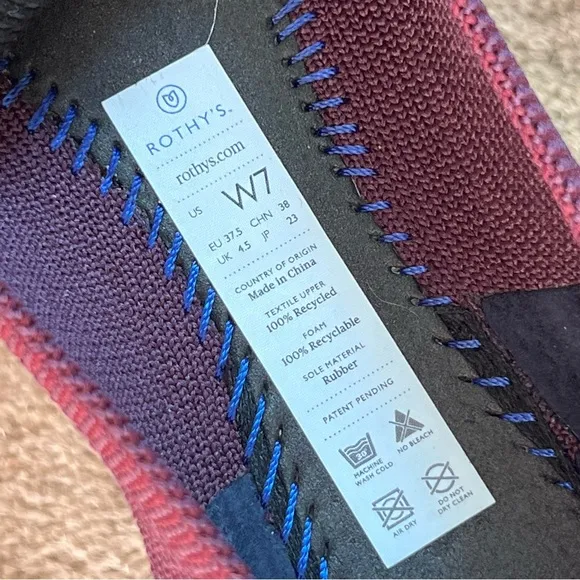 ROTHY'S
rothys.com
US W7
EU 37.5 CHN 38
UK 4.5 JP 23
COUNTRY OF ORIGIN
Made in China
TEXTILE UPPER
100% Recycled
FOAM
100% Recyclable
SOLE MATERIAL
Rubber
PATENT PENDING
30°
MACHINE
WASH COLD
NO BLEACH
AIR DRY
DO NOT
DRY CLEAN